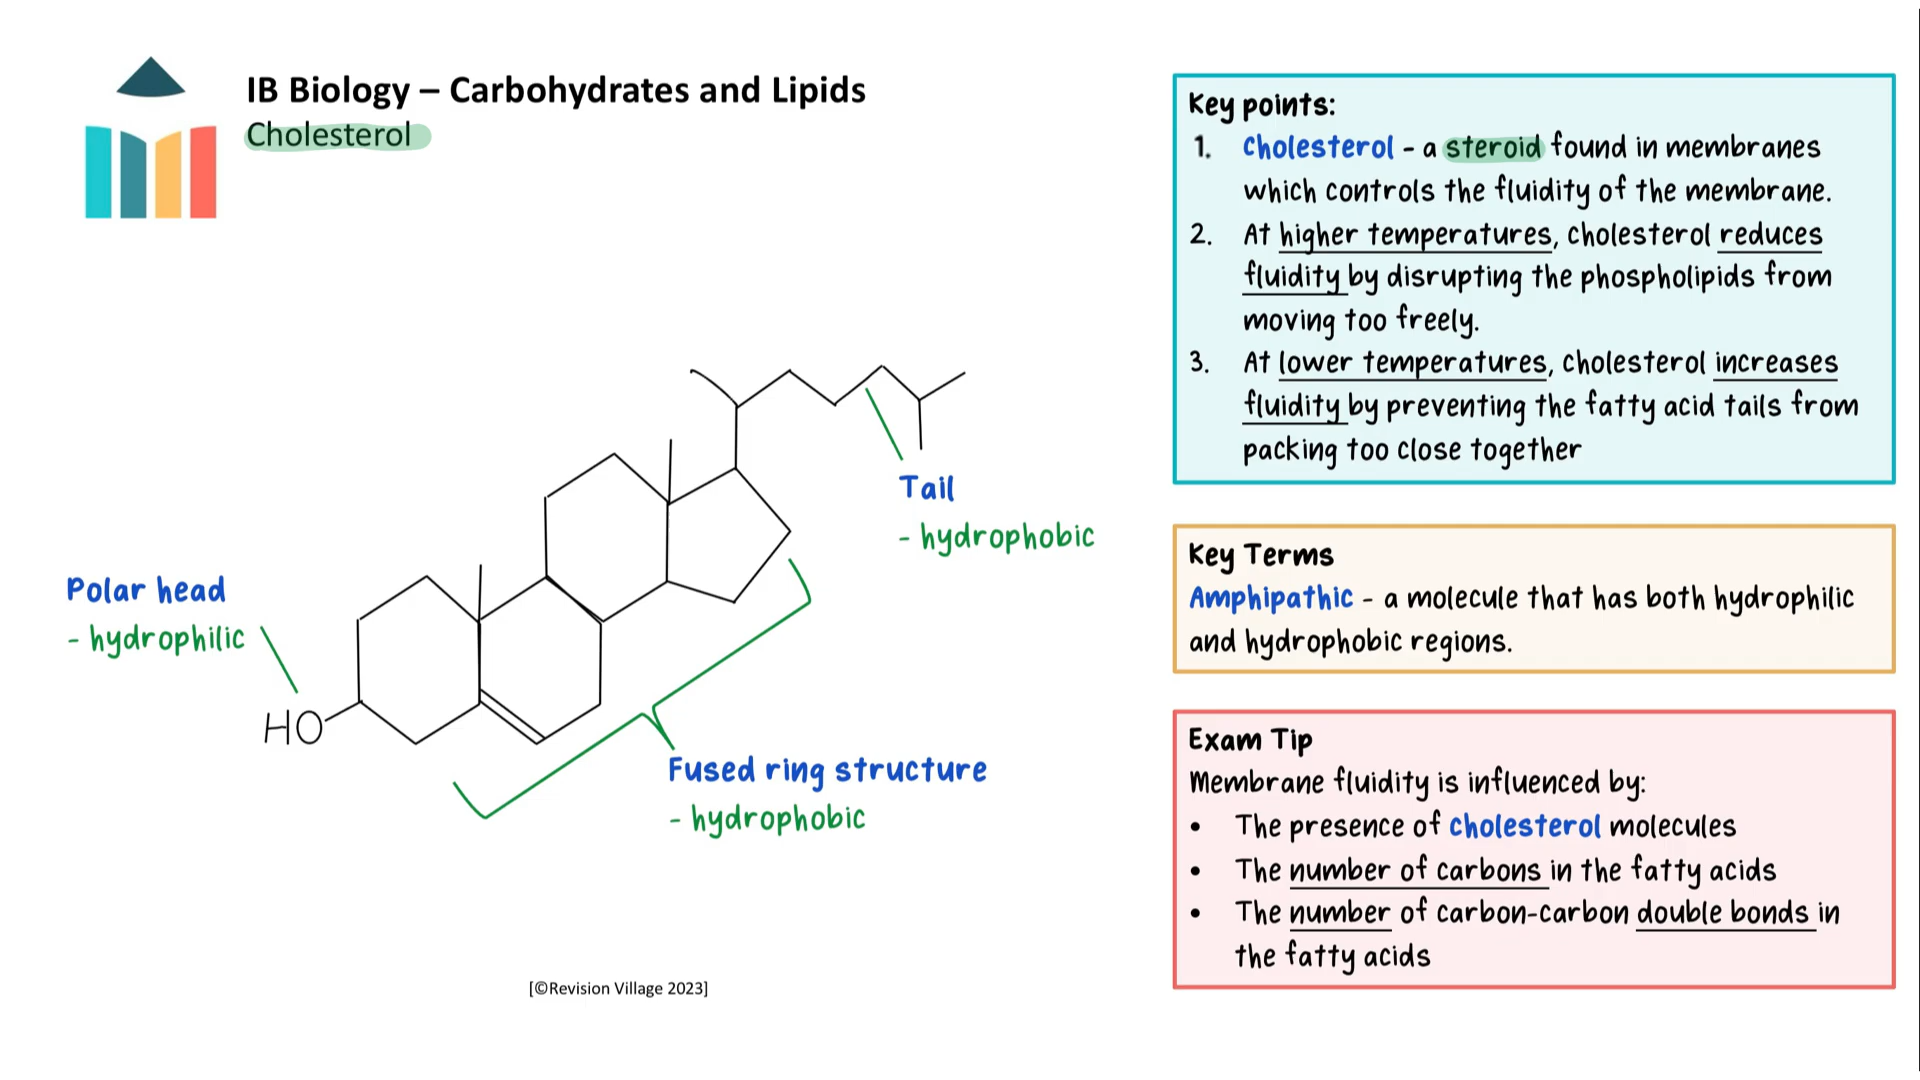 IB Biology – Carbohydrates and Lipids
Cholesterol
Polar head
- hydrophilic
HO
Tail
- hydrophobic
Fused ring structure
- hydrophobic
[©Revision Village 2023]
Key points:
1. Cholesterol - a steroid found in membranes
which controls the fluidity of the membrane.
2. At higher temperatures, cholesterol reduces
fluidity by disrupting the phospholipids from
moving too freely.
3. At lower temperatures, cholesterol increases
fluidity by preventing the fatty acid tails from
packing too close together
Key Terms
Amphipathic - a molecule that has both hydrophilic
and hydrophobic regions.
Exam Tip
Membrane fluidity is influenced by:
• The presence of cholesterol molecules
• The number of carbons in the fatty acids
• The number of carbon-carbon double bonds in
the fatty acids